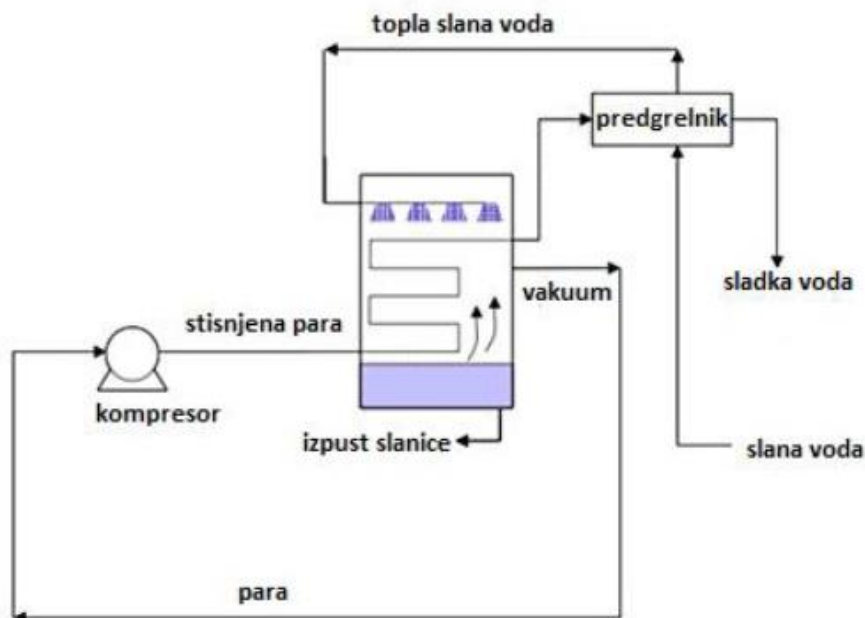 topla slana voda
predgrelnik
sladka voda
vakuum
stisnjena para
kompresor
izpust slanice
slana voda
para